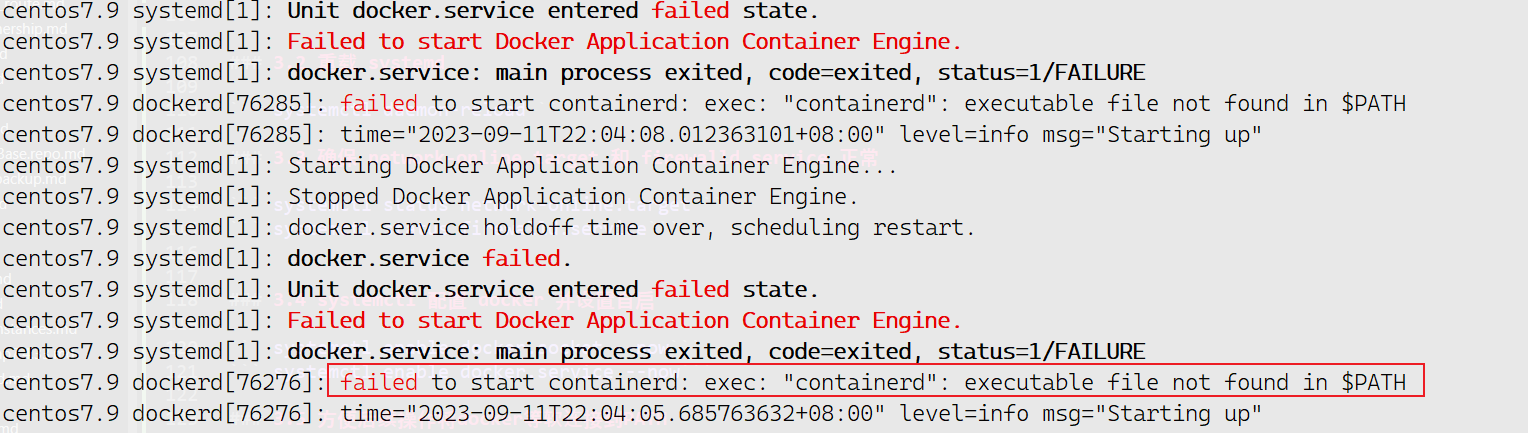 centos7.9 systemd[1]: Unit docker.service entered failed state.
centos7.9 systemd[1]: Failed to start Docker Application Container Engine.
centos7.9 systemd[1]: docker.service: main process exited, code=exited, status=1/FAILURE
centos7.9 dockerd[76285]: failed to start containerd: exec: "containerd": executable file not found in $PATH
centos7.9 dockerd[76285]: time="2023-09-11T22:04:08.012363101+08:00" level=info msg="Starting up"
centos7.9 systemd[1]: Starting Docker Application Container Engine...
centos7.9 systemd[1]: Stopped Docker Application Container Engine.
centos7.9 systemd[1]: docker.service holdoff time over, scheduling restart.
centos7.9 systemd[1]: docker.service failed.
centos7.9 systemd[1]: Unit docker.service entered failed state.
centos7.9 systemd[1]: Failed to start Docker Application Container Engine.
centos7.9 systemd[1]: docker.service: main process exited, code=exited, status=1/FAILURE
centos7.9 dockerd[76276]: failed to start containerd: exec: "containerd": executable file not found in $PATH
centos7.9 dockerd[76276]: time="2023-09-11T22:04:05.685763632+08:00" level=info msg="Starting up"